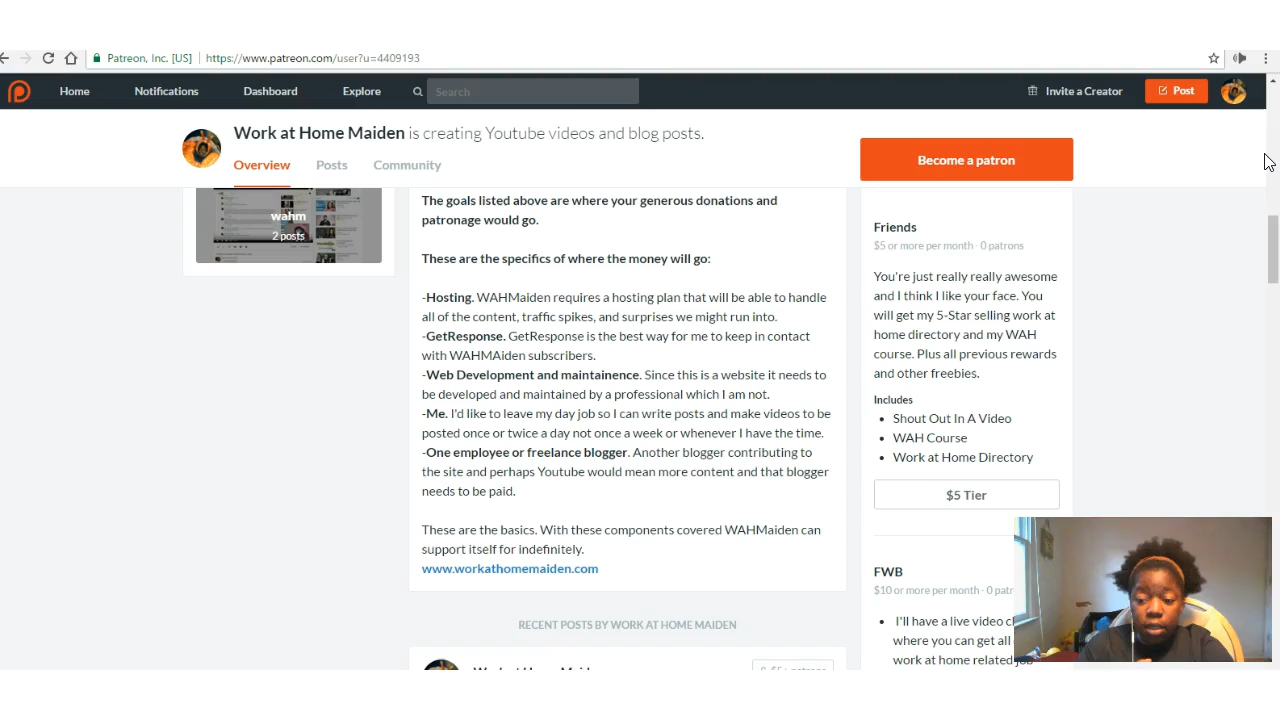 Patreon, Inc. [US] | https://www.patreon.com/user?u=4409193
Home Notifications Dashboard Explore Search Invite a Creator Post
Work at Home Maiden is creating Youtube videos and blog posts.
Overview Posts Community
Become a patron
wahm
2 posts
The goals listed above are where your generous donations and
patronage would go.
These are the specifics of where the money will go:
-Hosting. WAHMaiden requires a hosting plan that will be able to handle
all of the content, traffic spikes, and surprises we might run into.
-GetResponse. GetResponse is the best way for me to keep in contact
with WAHMAiden subscribers.
-Web Development and maintainence. Since this is a website it needs to
be developed and maintained by a professional which I am not.
-Me. I'd like to leave my day job so I can write posts and make videos to be
posted once or twice a day not once a week or whenever I have the time.
-One employee or freelance blogger. Another blogger contributing to
the site and perhaps Youtube would mean more content and that blogger
needs to be paid.
These are the basics. With these components covered WAHMaiden can
support itself for indefinitely.
www.workathomemaiden.com
RECENT POSTS BY WORK AT HOME MAIDEN
Friends
$5 or more per month · 0 patrons
You're just really really awesome
and I think I like your face. You
will get my 5-Star selling work at
home directory and my WAH
course. Plus all previous rewards
and other freebies.
Includes
• Shout Out In A Video
• WAH Course
• Work at Home Directory
$5 Tier
FWB
$10 or more per month · 0 patr
• I'll have a live video c
where you can get all
work at home related job